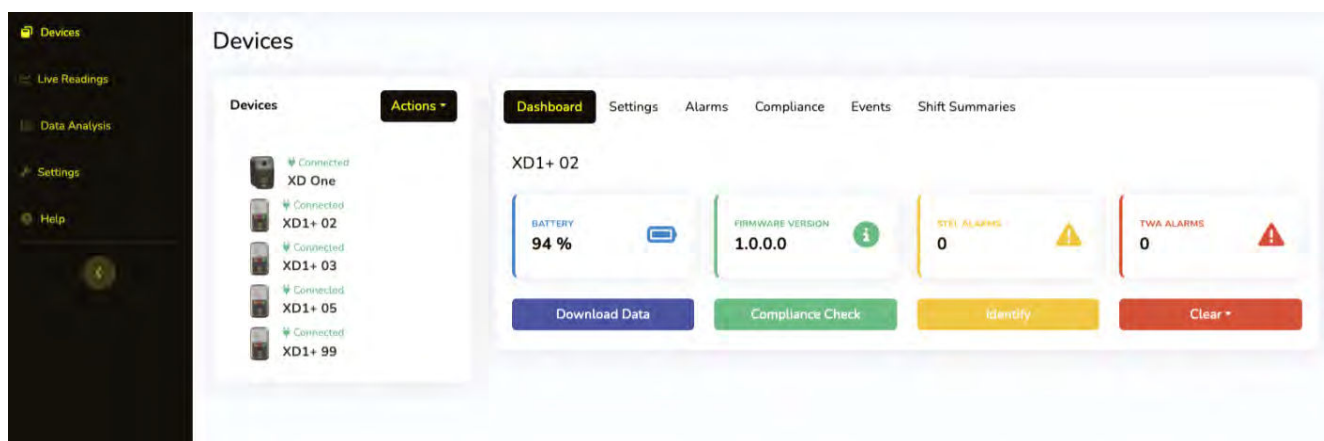 Devices
Live Readings
Data Analysis
Settings
Help
Devices
Devices
Actions
Connected
XD One
Connected
XD1+ 02
Connected
XD1+ 03
Connected
XD1+ 05
Connected
XD1+ 99
Dashboard Settings Alarms Compliance Events Shift Summaries
XD1+ 02
BATTERY
94 %
FIRMWARE VERSION
1.0.0.0
STEL ALARMS
0
TWA ALARMS
0
Download Data
Compliance Check
Identify
Clear